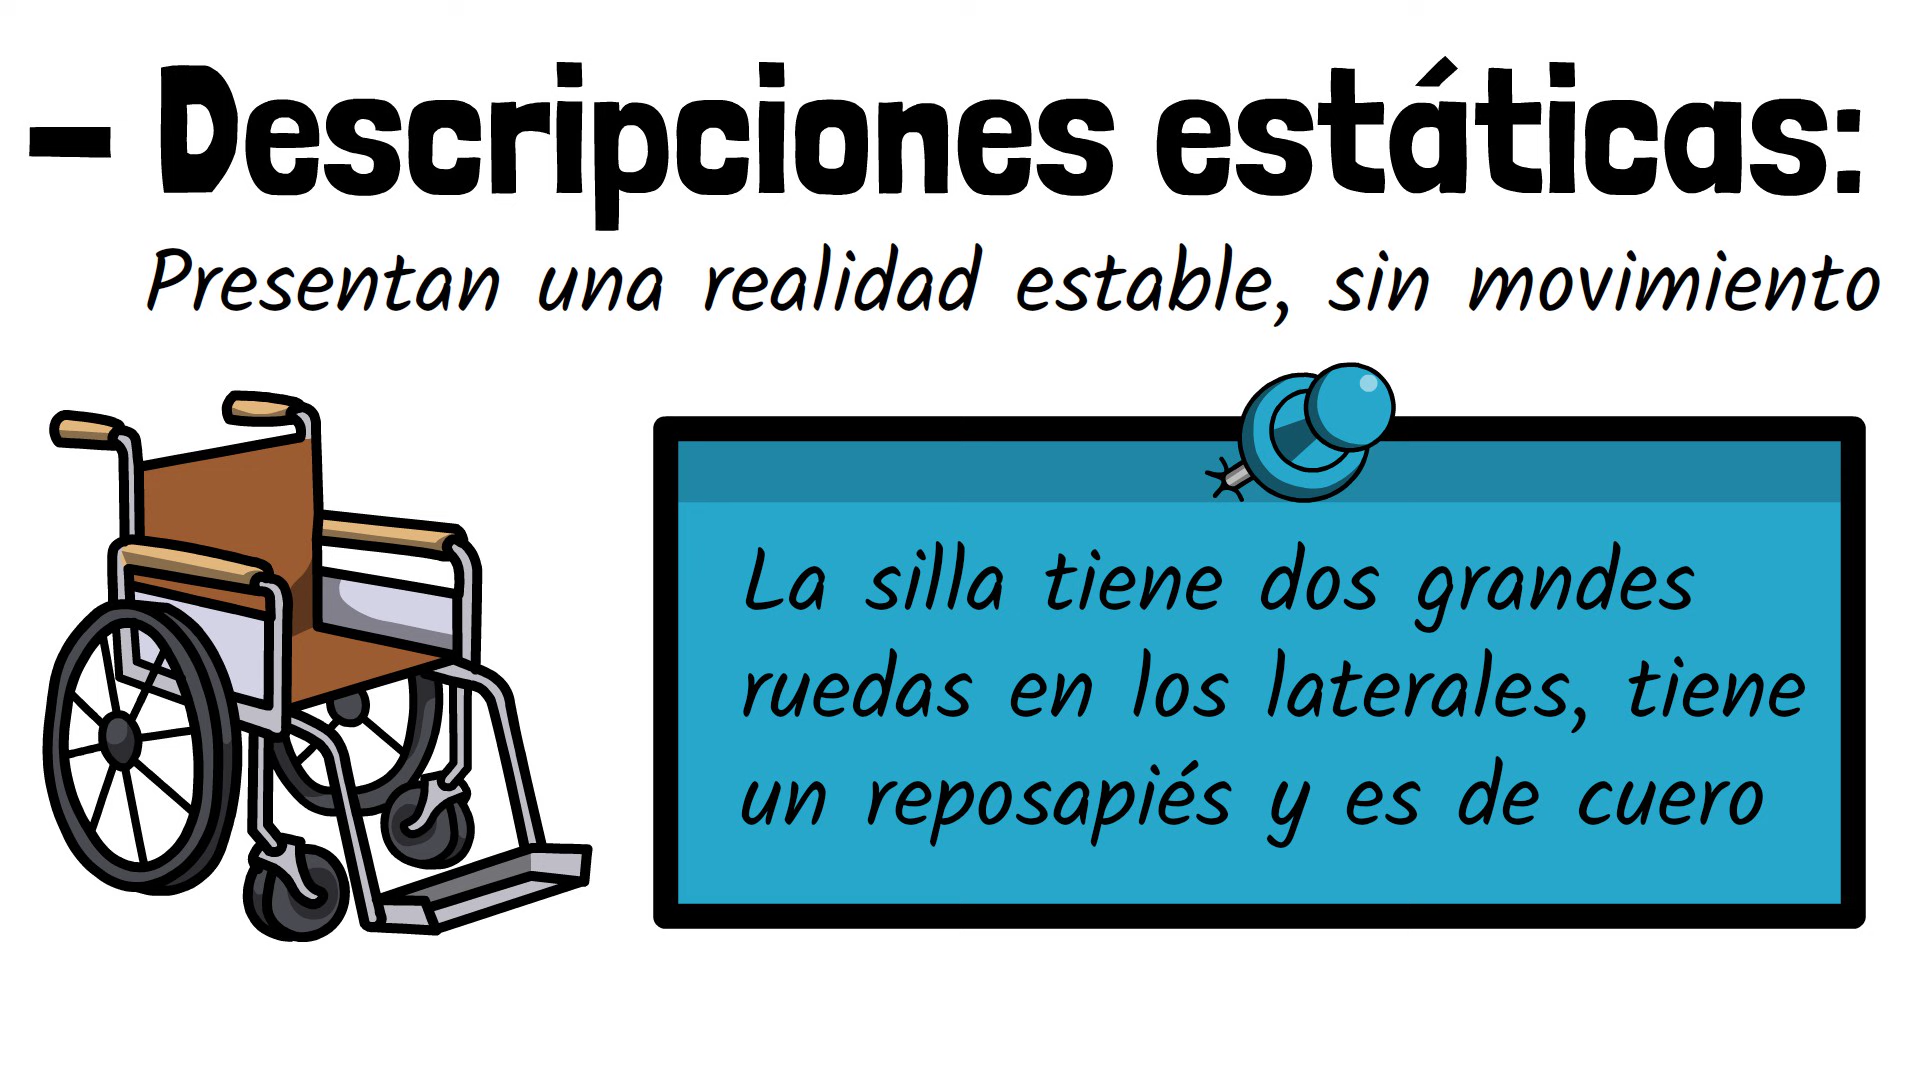 - Descripciones estáticas:
Presentan una realidad estable, sin movimiento
La silla tiene dos grandes
ruedas en los laterales, tiene
un reposapiés y es de cuero